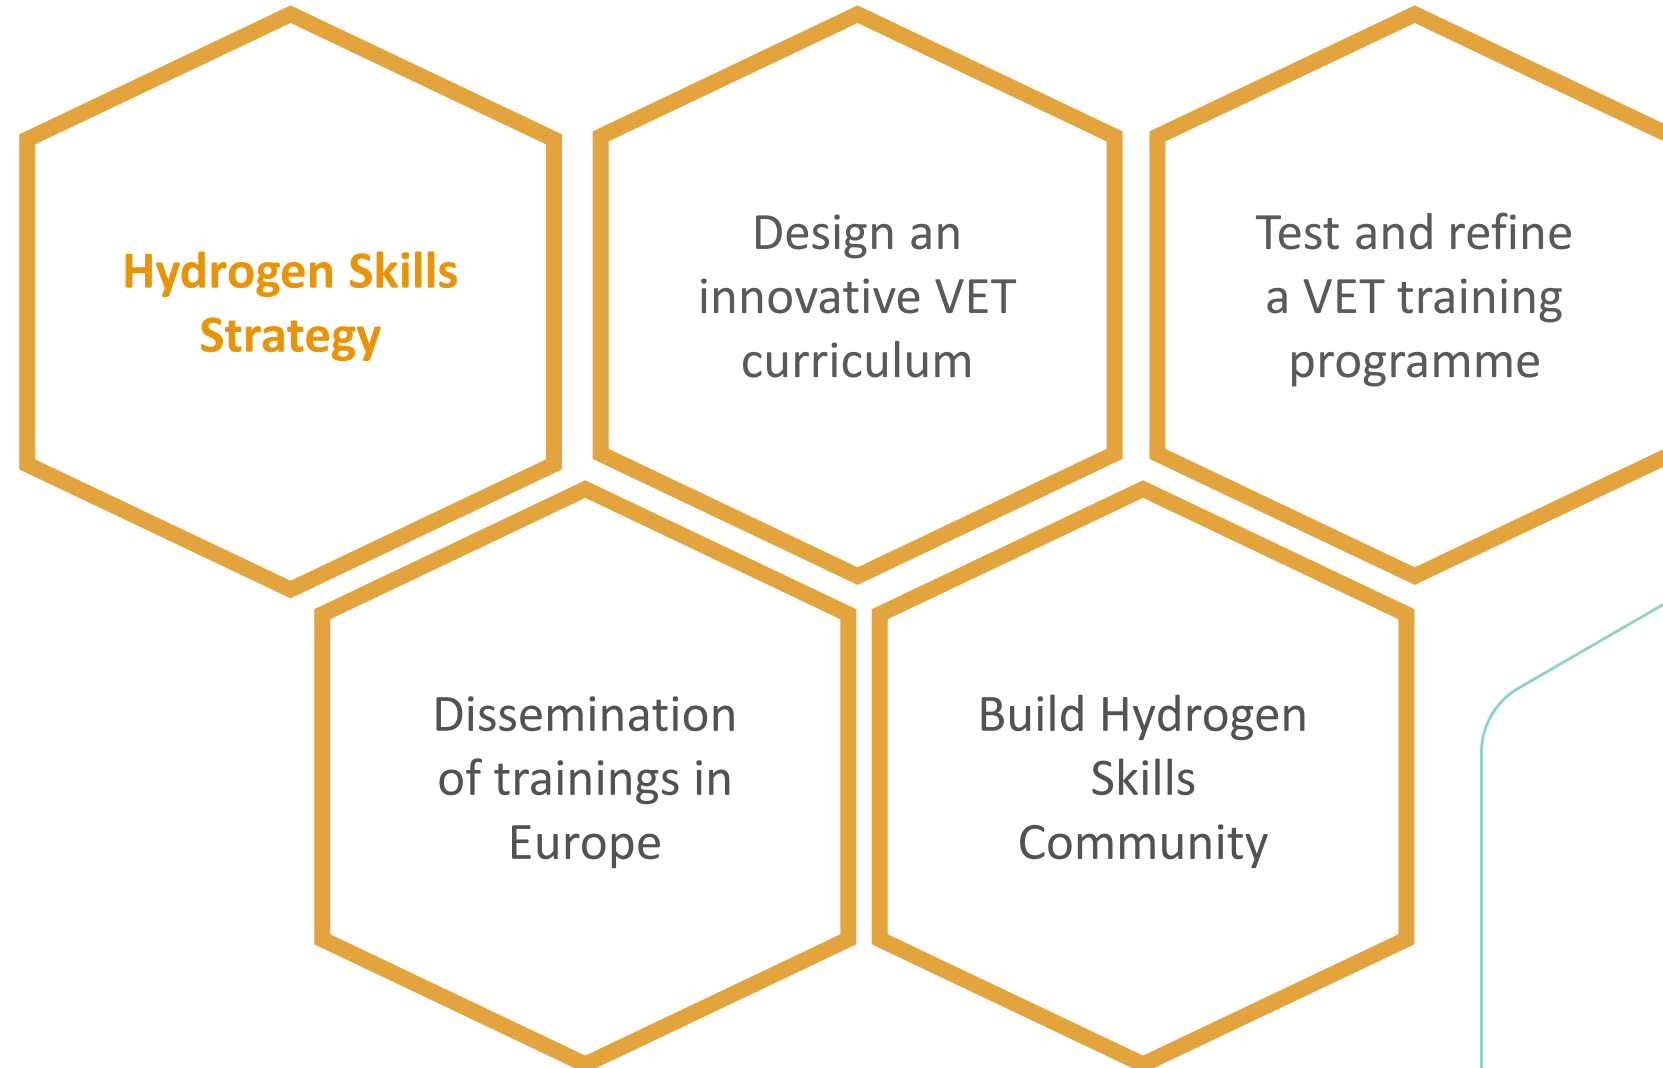 Hydrogen Skills
Strategy
Design an
innovative VET
curriculum
Test and refine
a VET training
programme
Dissemination
of trainings in
Europe
Build Hydrogen
Skills
Community